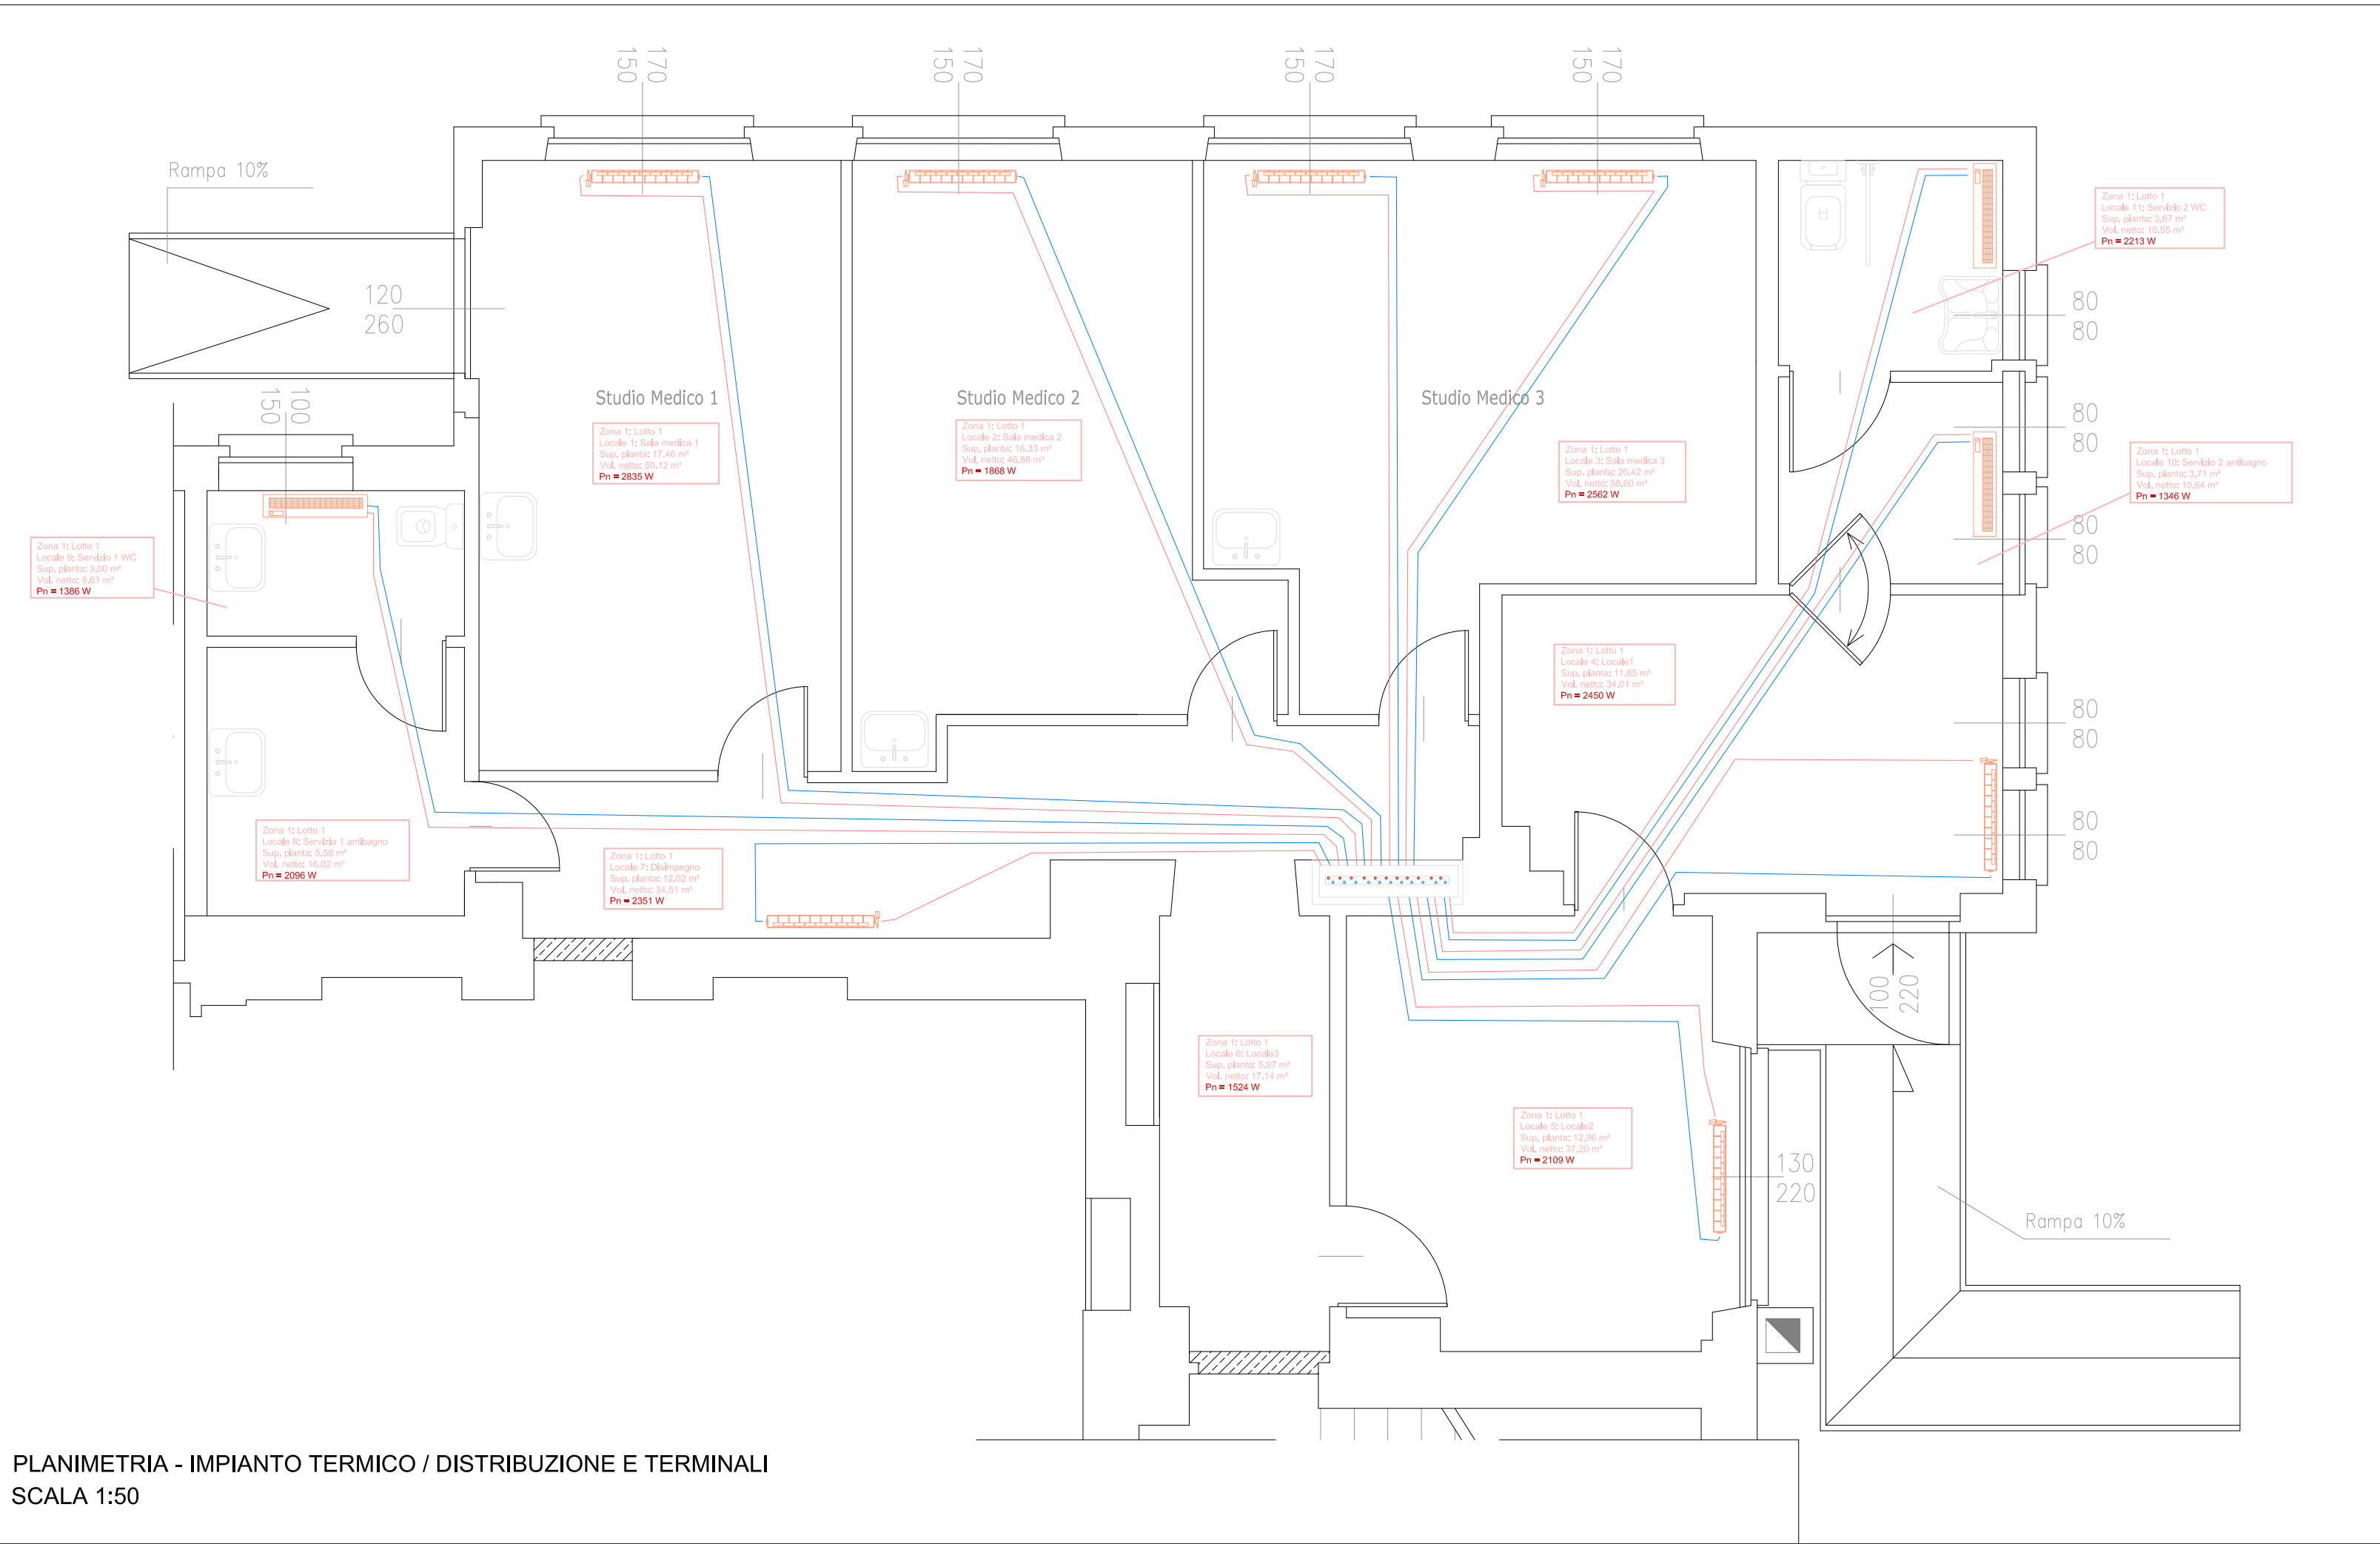 150
170
150
170
150
170
150
170
Rampa 10%
Zona 1: Lotto 1
Locale 11: Servizio 2 WC
Sup. pianta: 3.67 m²
Vol. netto: 10.55 m³
Pn = 2213 W
120
260
80
80
150
100
Studio Medico 1
Studio Medico 2
Studio Medico 3
80
80
Zona 1: Lotto 1
Locale 1: Sala medica 1
Sup. pianta: 17.46 m²
Vol. netto: 50.12 m³
Pn = 2835 W
Zona 1: Lotto 1
Locale 2: Sala medica 2
Sup. pianta: 16.33 m²
Vol. netto: 46.88 m³
Pn = 1868 W
Zona 1: Lotto 1
Locale 3: Sala medica 3
Sup. pianta: 20.42 m²
Vol. netto: 58.60 m³
Pn = 2562 W
Zona 1: Lotto 1
Locale 10: Servizio 2 antibagno
Sup. pianta: 3.71 m²
Vol. netto: 10.64 m³
Pn = 1346 W
80
80
Zona 1: Lotto 1
Locale 9: Servizio 1 WC
Sup. pianta: 3.00 m²
Vol. netto: 8.61 m³
Pn = 1386 W
Zona 1: Lotto 1
Locale 4: Locale1
Sup. pianta: 11.85 m²
Vol. netto: 34.01 m³
Pn = 2450 W
80
80
Zona 1: Lotto 1
Locale 8: Servizio 1 antibagno
Sup. pianta: 5.58 m²
Vol. netto: 16.02 m³
Pn = 2096 W
Zona 1: Lotto 1
Locale 7: Disimpegno
Sup. pianta: 12.02 m²
Vol. netto: 34.51 m³
Pn = 2351 W
80
80
100
220
Zona 1: Lotto 1
Locale 6: Locale3
Sup. pianta: 5.97 m²
Vol. netto: 17.14 m³
Pn = 1524 W
Zona 1: Lotto 1
Locale 5: Locale2
Sup. pianta: 12.96 m²
Vol. netto: 37.20 m³
Pn = 2109 W
130
220
Rampa 10%
PLANIMETRIA - IMPIANTO TERMICO / DISTRIBUZIONE E TERMINALI
SCALA 1:50